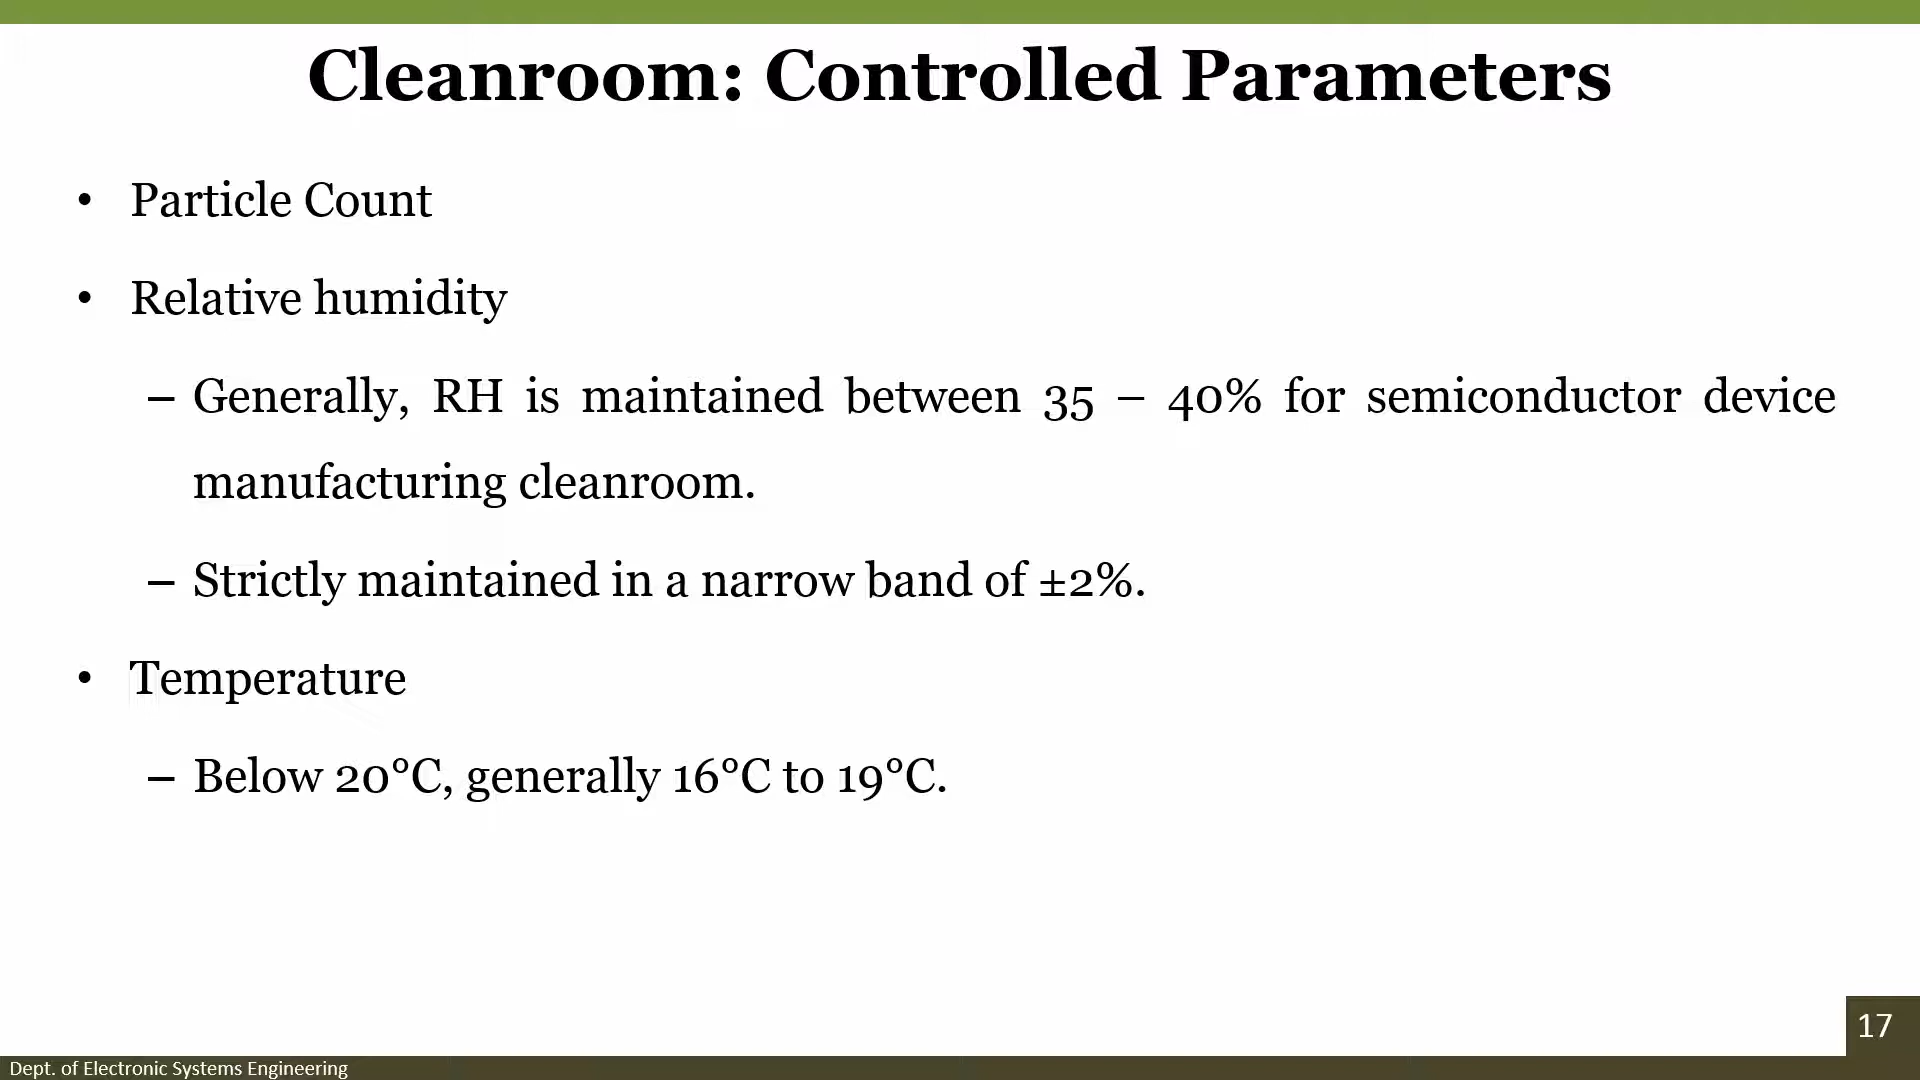 Cleanroom: Controlled Parameters
• Particle Count
• Relative humidity
– Generally, RH is maintained between 35 – 40% for semiconductor device
manufacturing cleanroom.
– Strictly maintained in a narrow band of ±2%.
• Temperature
– Below 20°C, generally 16°C to 19°C.
17
Dept. of Electronic Systems Engineering